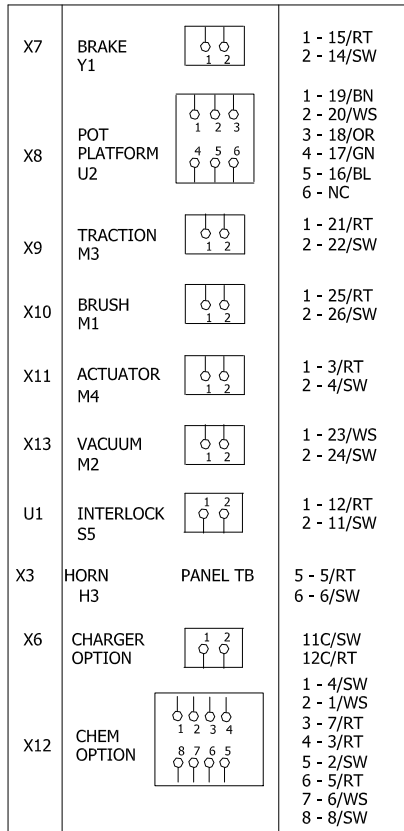 X7 BRAKE Y1
1 2
1 - 15/RT
2 - 14/SW
X8 POT PLATFORM U2
1 2 3
4 5 6
1 - 19/BN
2 - 20/WS
3 - 18/OR
4 - 17/GN
5 - 16/BL
6 - NC
X9 TRACTION M3
1 2
1 - 21/RT
2 - 22/SW
X10 BRUSH M1
1 2
1 - 25/RT
2 - 26/SW
X11 ACTUATOR M4
1 2
1 - 3/RT
2 - 4/SW
X13 VACUUM M2
1 2
1 - 23/WS
2 - 24/SW
U1 INTERLOCK S5
1 2
1 - 12/RT
2 - 11/SW
X3 HORN H3 PANEL TB
5 - 5/RT
6 - 6/SW
X6 CHARGER OPTION
1 2
11C/SW
12C/RT
X12 CHEM OPTION
1 2 3 4
8 7 6 5
1 - 4/SW
2 - 1/WS
3 - 7/RT
4 - 3/RT
5 - 2/SW
6 - 5/RT
7 - 6/WS
8 - 8/SW